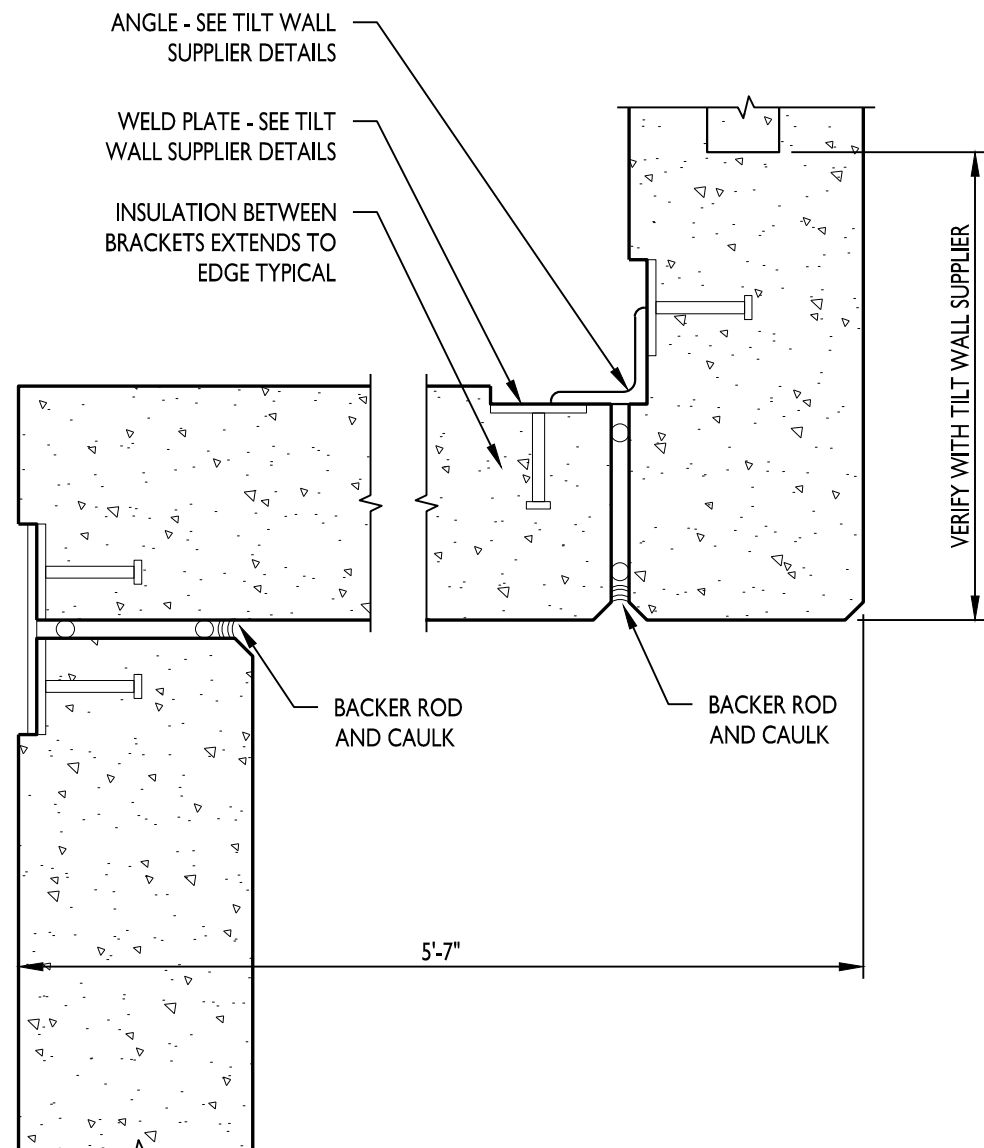 ANGLE - SEE TILT WALL
SUPPLIER DETAILS
WELD PLATE - SEE TILT
WALL SUPPLIER DETAILS
INSULATION BETWEEN
BRACKETS EXTENDS TO
EDGE TYPICAL
VERIFY WITH TILT WALL SUPPLIER
BACKER ROD
AND CAULK
BACKER ROD
AND CAULK
5'-7"